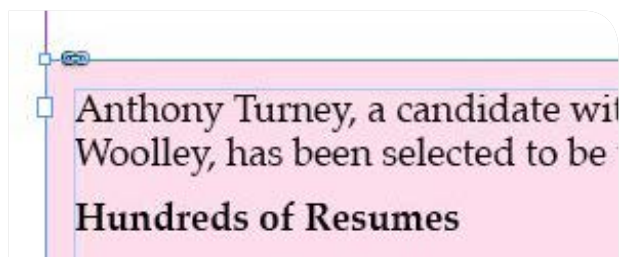 Anthony Turney, a candidate wit
Woolley, has been selected to be
Hundreds of Resumes